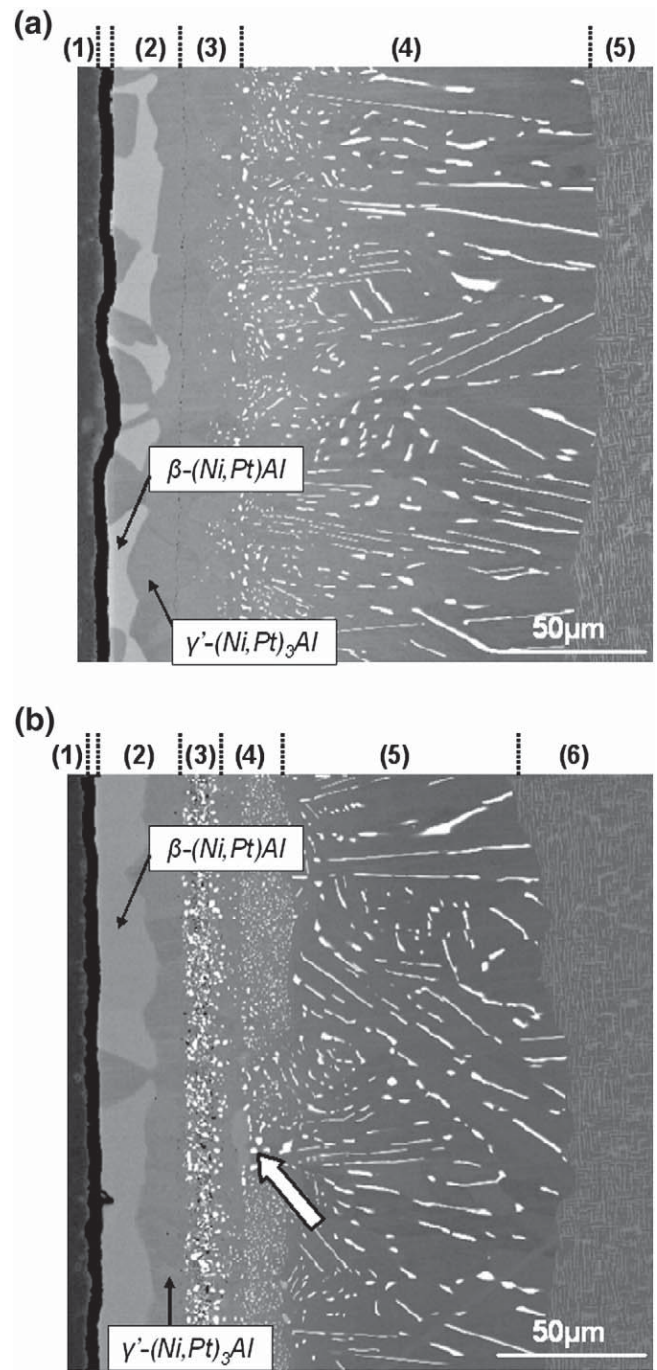 (a)
(1) (2) (3) (4) (5)
β-(Ni,Pt)Al
γ’-(Ni,Pt)3Al
50μm
(b)
(1) (2) (3) (4) (5) (6)
β-(Ni,Pt)Al
γ’-(Ni,Pt)3Al
50μm